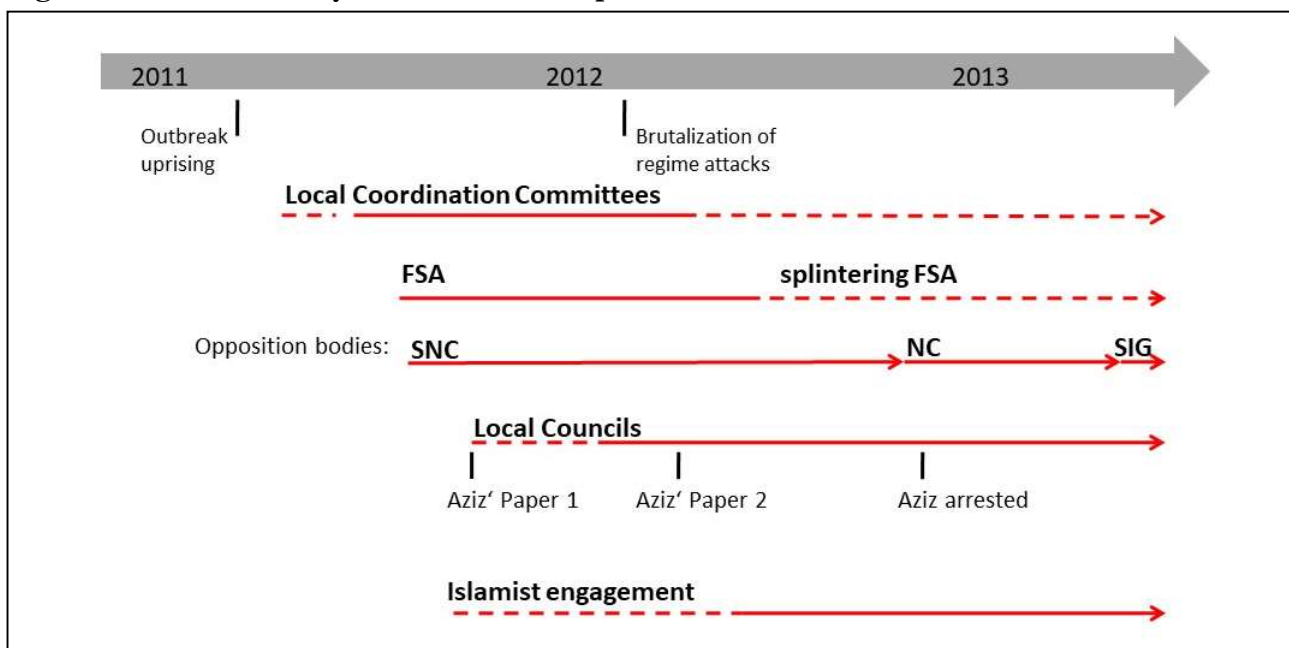 2011 2012 2013
Outbreak
uprising
Brutalization of
regime attacks
Local Coordination Committees
FSA splintering FSA
Opposition bodies: SNC NC SIG
Local Councils
Aziz‘ Paper 1 Aziz‘ Paper 2 Aziz arrested
Islamist engagement